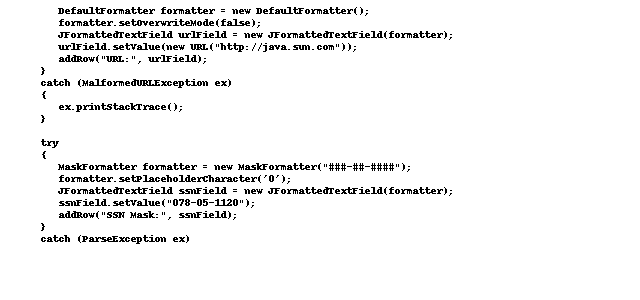 DefaultFormatter formatter = new DefaultFormatter();
formatter.setOverwriteMode(false);
JFormattedTextField urlField = new JFormattedTextField(formatter);
urlField.setValue(new URL("http://java.sun.com"));
addRow("URL:", urlField);
}
catch (MalformedURLException ex)
{
ex.printStackTrace();
}
try
{
MaskFormatter formatter = new MaskFormatter("###-##-####");
formatter.setPlaceholderCharacter('0');
JFormattedTextField ssnField = new JFormattedTextField(formatter);
ssnField.setValue("078-05-1120");
addRow("SSN Mask:", ssnField);
}
catch (ParseException ex)